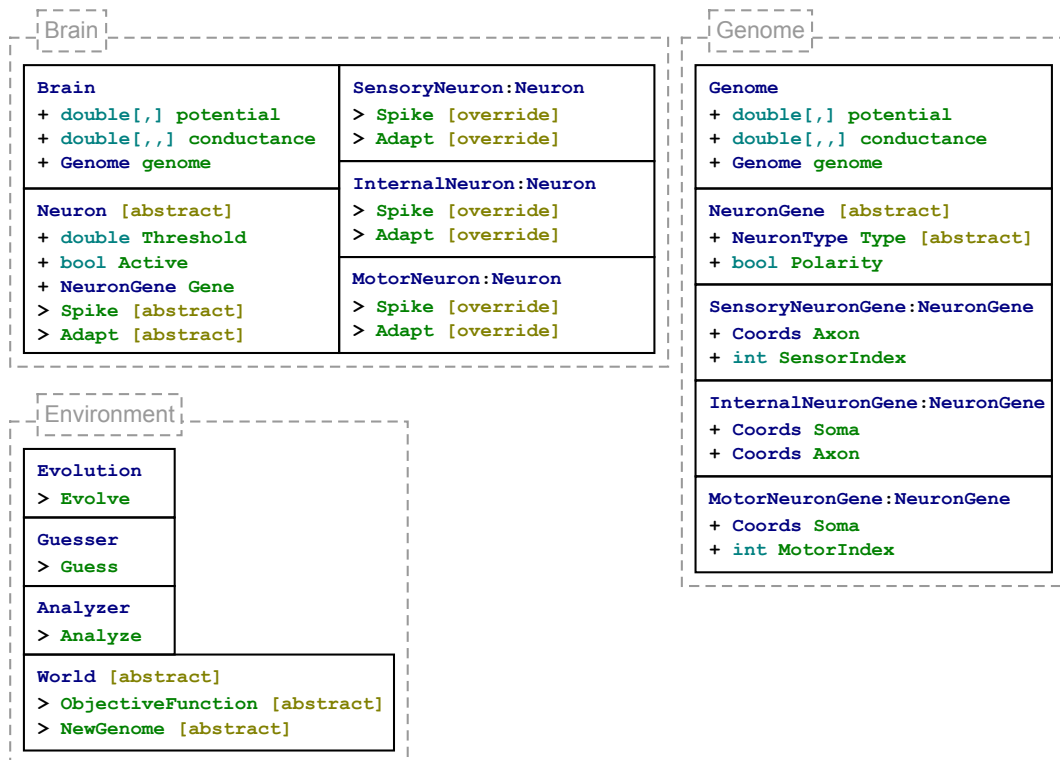 Brain
Brain
+ double[,] potential
+ double[,,] conductance
+ Genome genome
Neuron [abstract]
+ double Threshold
+ bool Active
+ NeuronGene Gene
> Spike [abstract]
> Adapt [abstract]
SensoryNeuron:Neuron
> Spike [override]
> Adapt [override]
InternalNeuron:Neuron
> Spike [override]
> Adapt [override]
MotorNeuron:Neuron
> Spike [override]
> Adapt [override]
Genome
Genome
+ double[,] potential
+ double[,,] conductance
+ Genome genome
NeuronGene [abstract]
+ NeuronType Type [abstract]
+ bool Polarity
SensoryNeuronGene:NeuronGene
+ Coords Axon
+ int SensorIndex
InternalNeuronGene:NeuronGene
+ Coords Soma
+ Coords Axon
MotorNeuronGene:NeuronGene
+ Coords Soma
+ int MotorIndex
Environment
Evolution
> Evolve
Guesser
> Guess
Analyzer
> Analyze
World [abstract]
> ObjectiveFunction [abstract]
> NewGenome [abstract]